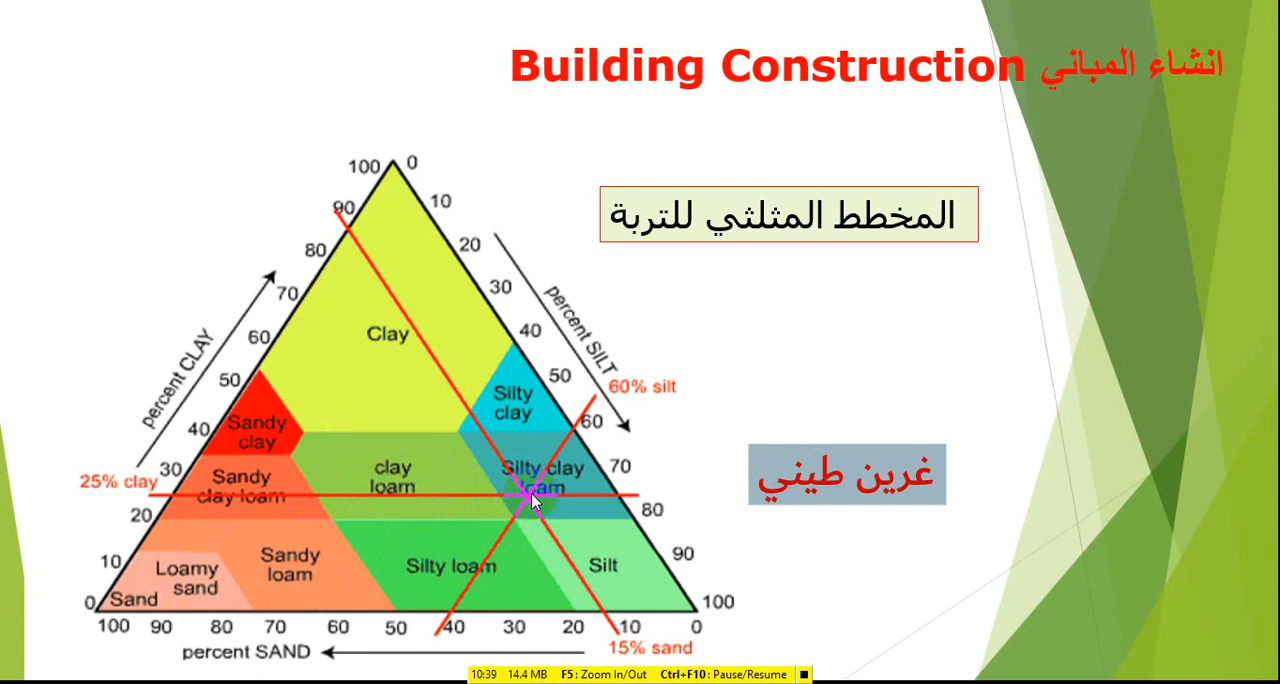 Building Construction انشاء المباني
المخطط المثلثي للتربة
100 0
90 10
80 20
70 30
60 40
50 50
40 60
30 70
20 80
10 90
0 100
percent CLAY
percent SILT
Clay
Silty
clay
Sandy
clay
60% silt
25% clay
Sandy
clay loam
clay
loam
Silty clay
loam
غرين طيني
Loamy
sand
Sand
Sandy
loam
Silty loam
Silt
100 90 80 70 60 50 40 30 20 10 0
percent SAND
15% sand
10:39 14.4 MB F5: Zoom In/Out Ctrl+F10: Pause/Resume